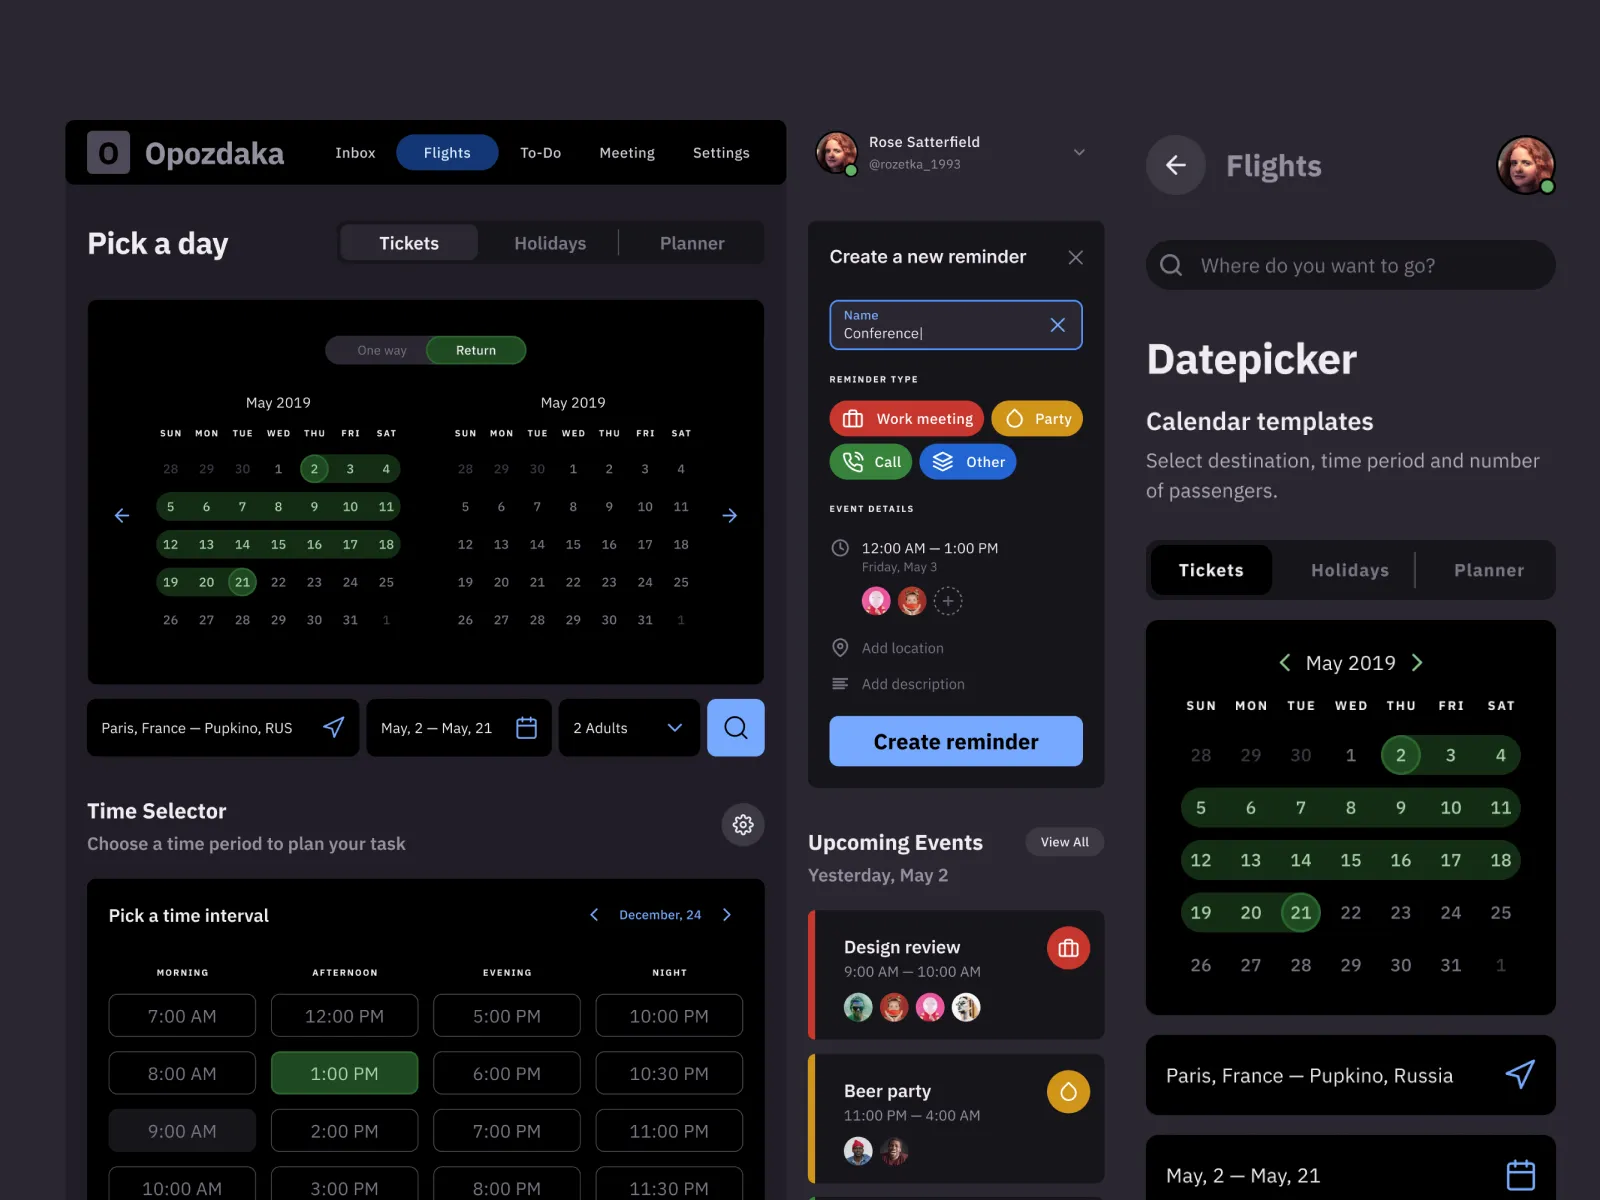 O Opozdaka
Inbox Flights To-Do Meeting Settings
Pick a day
Tickets Holidays Planner
One way Return
May 2019
SUN MON TUE WED THU FRI SAT
28 29 30 1 2 3 4
5 6 7 8 9 10 11
12 13 14 15 16 17 18
19 20 21 22 23 24 25
26 27 28 29 30 31 1
May 2019
SUN MON TUE WED THU FRI SAT
28 29 30 1 2 3 4
5 6 7 8 9 10 11
12 13 14 15 16 17 18
19 20 21 22 23 24 25
26 27 28 29 30 31 1
Paris, France — Pupkino, RUS
May, 2 — May, 21
2 Adults
Time Selector
Choose a time period to plan your task
Pick a time interval
December, 24
MORNING AFTERNOON EVENING NIGHT
7:00 AM 12:00 PM 5:00 PM 10:00 PM
8:00 AM 1:00 PM 6:00 PM 10:30 PM
9:00 AM 2:00 PM 7:00 PM 11:00 PM
10:00 AM 3:00 PM 8:00 PM 11:30 PM
Rose Satterfield
@rozetka_1993
Create a new reminder
Name
Conference
REMINDER TYPE
Work meeting Party
Call Other
EVENT DETAILS
12:00 AM — 1:00 PM
Friday, May 3
Add location
Add description
Create reminder
Upcoming Events
View All
Yesterday, May 2
Design review
9:00 AM — 10:00 AM
Beer party
11:00 PM — 4:00 AM
Flights
Where do you want to go?
Datepicker
Calendar templates
Select destination, time period and number
of passengers.
Tickets Holidays Planner
May 2019
SUN MON TUE WED THU FRI SAT
28 29 30 1 2 3 4
5 6 7 8 9 10 11
12 13 14 15 16 17 18
19 20 21 22 23 24 25
26 27 28 29 30 31 1
Paris, France — Pupkino, Russia
May, 2 — May, 21